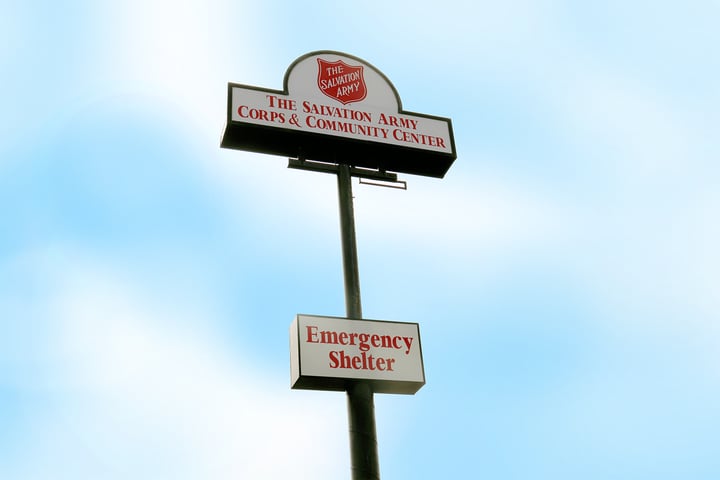 THE
SALVATION
ARMY
THE SALVATION ARMY
CORPS & COMMUNITY CENTER
Emergency
Shelter